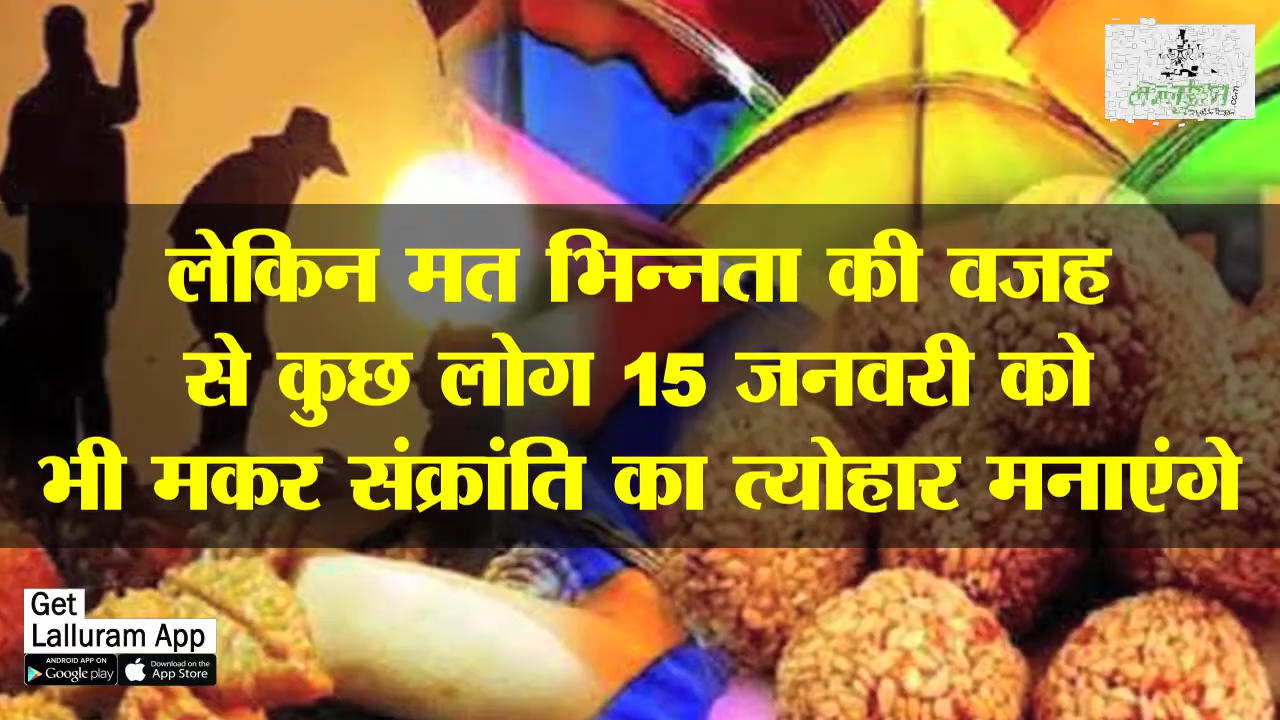 लेकिन मत भिन्नता की वजह
से कुछ लोग 15 जनवरी को
भी मकर संक्रांति का त्योहार मनाएंगे
Get
Lalluram App
ANDROID APP ON
Google play
Download on the
App Store